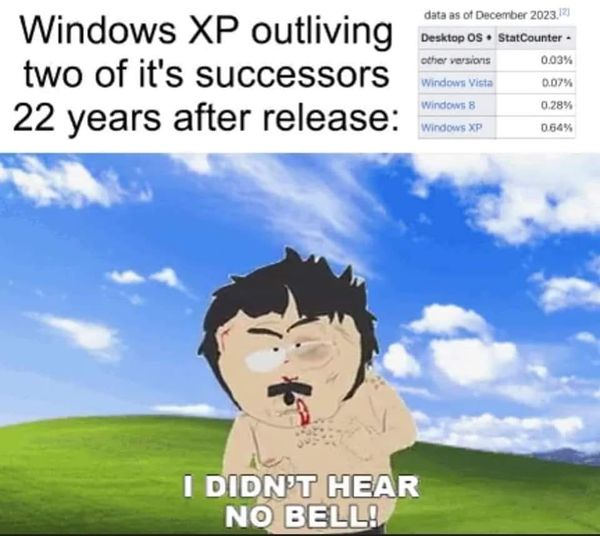 Windows XP outliving
two of it's successors
22 years after release:
data as of December 2023.[2]
Desktop OS StatCounter
other versions 0.03%
Windows Vista 0.07%
Windows 8 0.28%
Windows XP 0.64%
I DIDN'T HEAR
NO BELL!